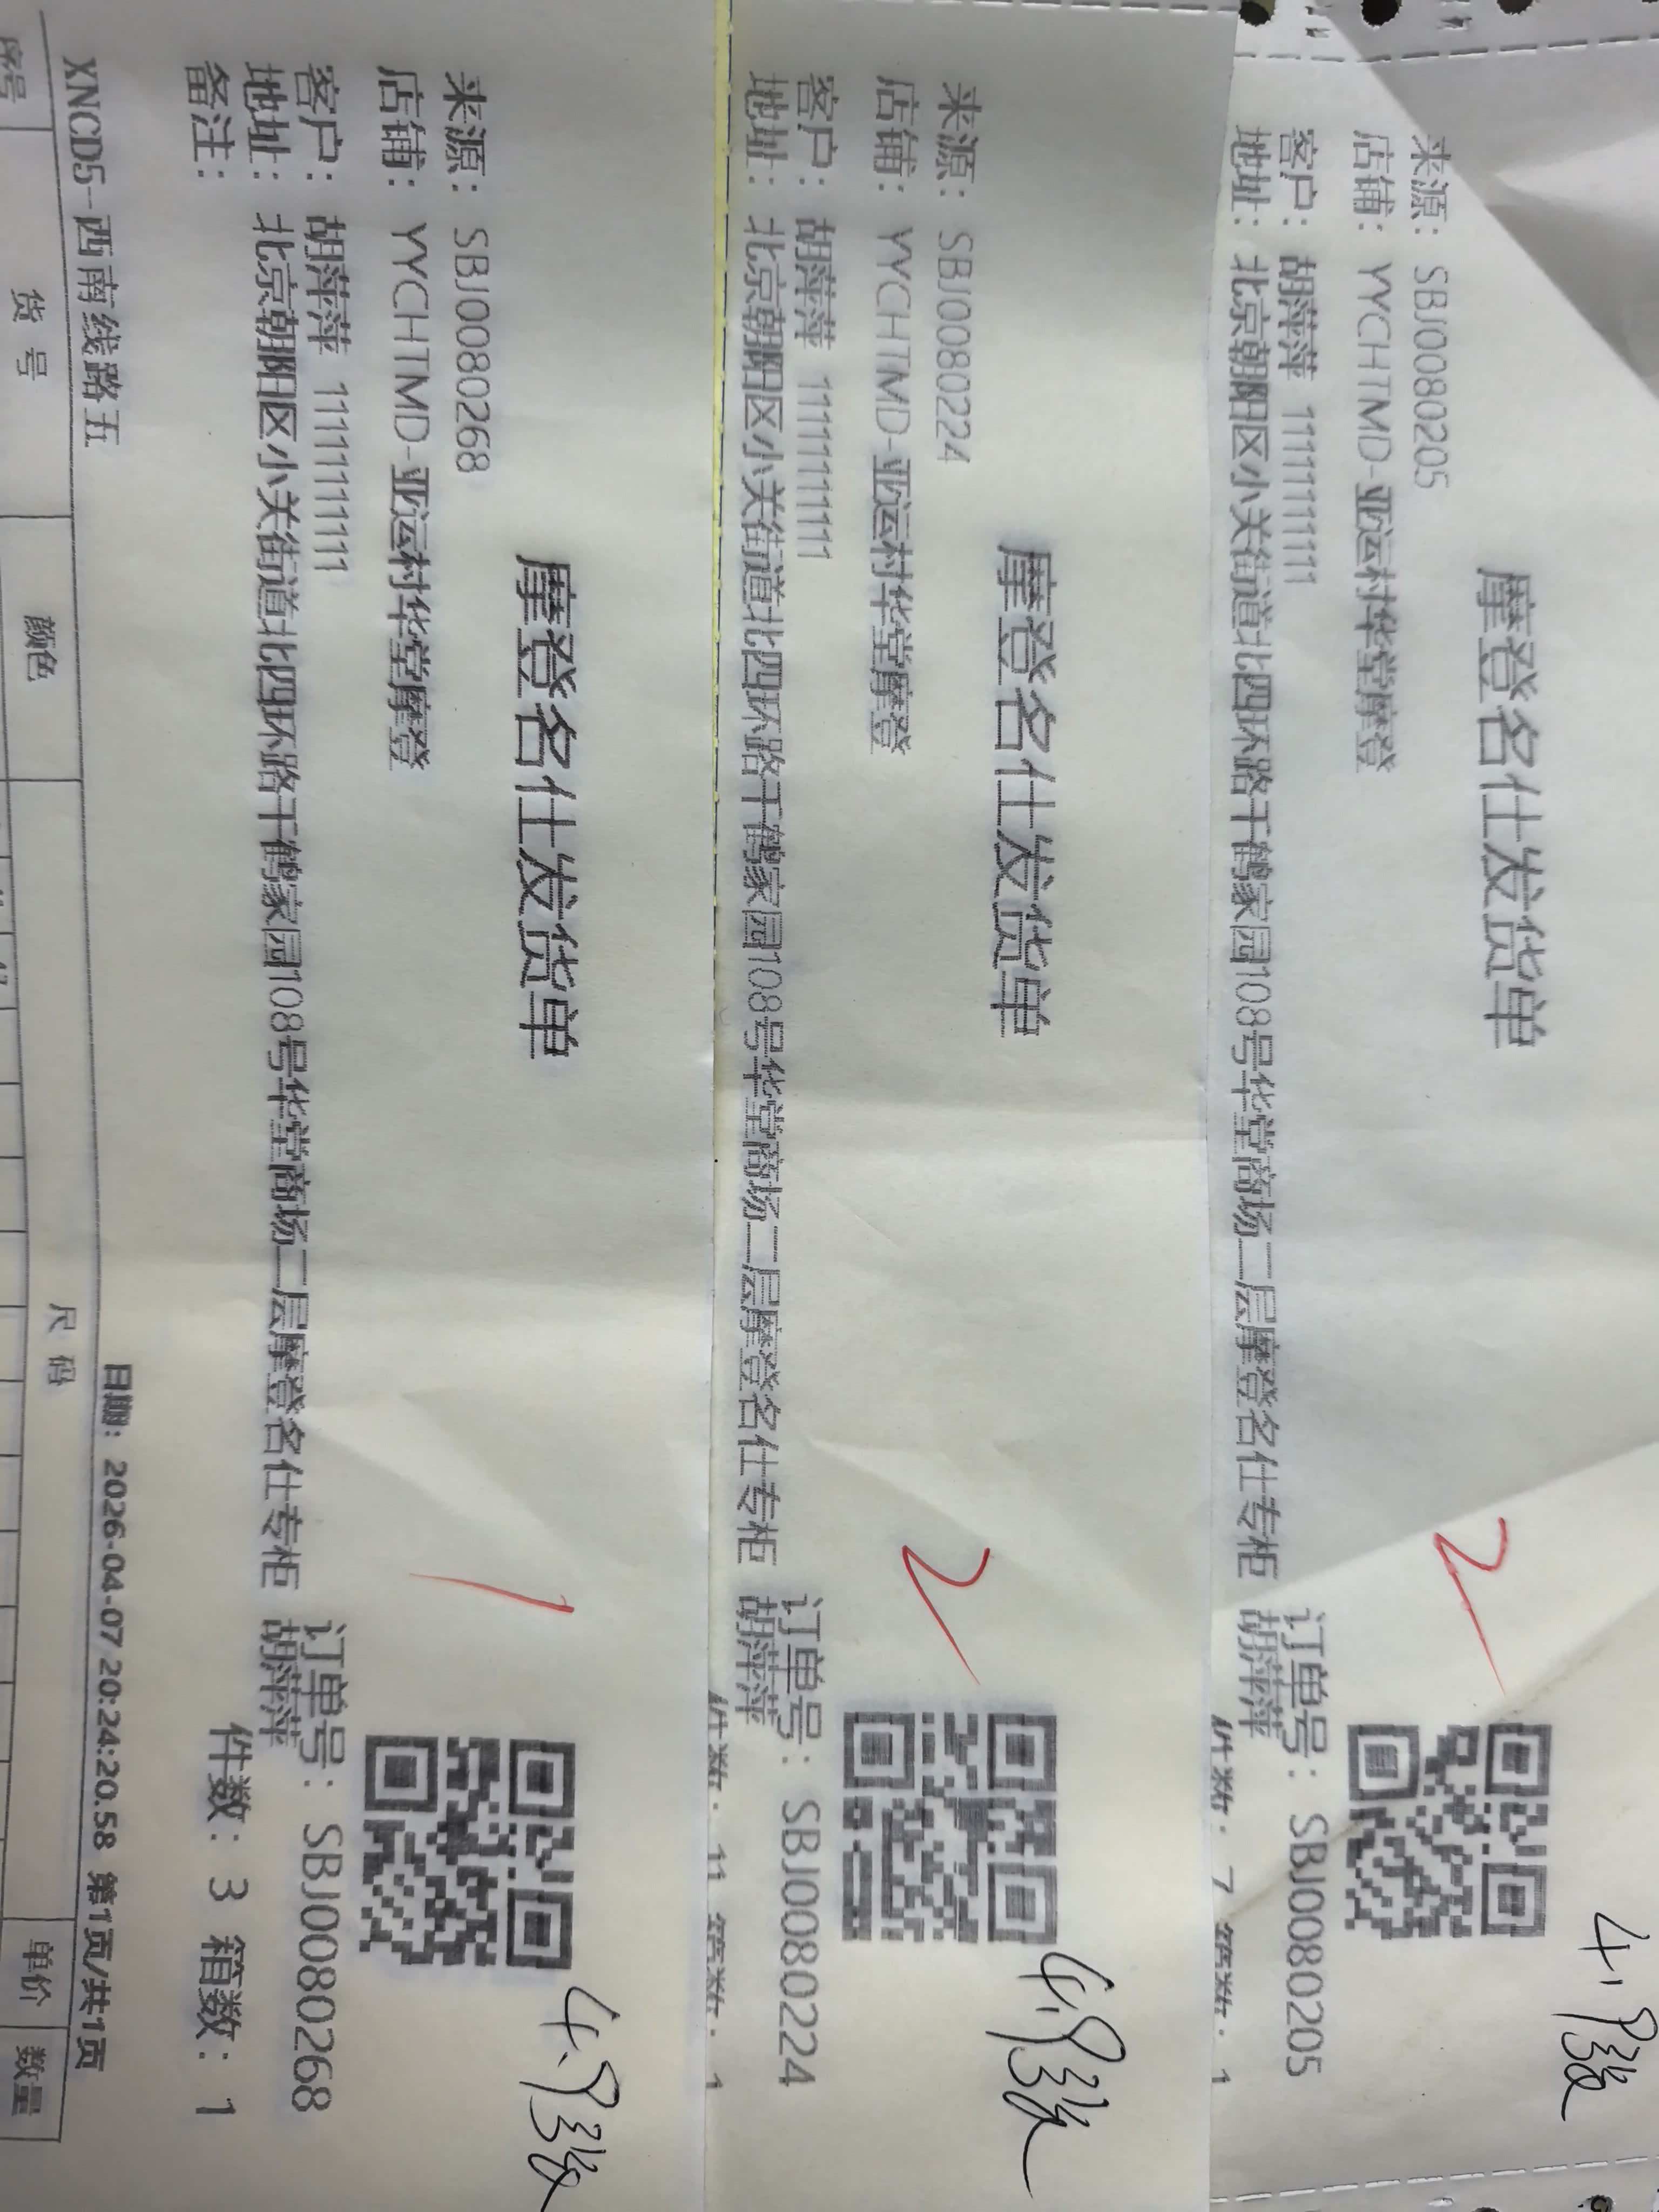 摩登名仕发货单
来源：SBJ0080205
店铺：YYCHTMD-亚运村华堂摩登
客户：胡萍萍 11111111111
订单号：SBJ0080205
地址：北京朝阳区小关街道北四环路千鹤家园108号华堂商场二层摩登名仕专柜 胡萍萍
件数：7 箱数：1
2
摩登名仕发货单
来源：SBJ0080224
店铺：YYCHTMD-亚运村华堂摩登
客户：胡萍萍 11111111111
订单号：SBJ0080224
地址：北京朝阳区小关街道北四环路千鹤家园108号华堂商场二层摩登名仕专柜 胡萍萍
件数：11 箱数：1
2
摩登名仕发货单
来源：SBJ0080268
店铺：YYCHTMD-亚运村华堂摩登
客户：胡萍萍 11111111111
订单号：SBJ0080268
地址：北京朝阳区小关街道北四环路千鹤家园108号华堂商场二层摩登名仕专柜 胡萍萍
备注：
件数：3 箱数：1
1
XNCD5-西南线路五
日期：2026-04-07 20:24:20.58 第1页/共1页
序号 货号 颜色 尺码 单价 数量